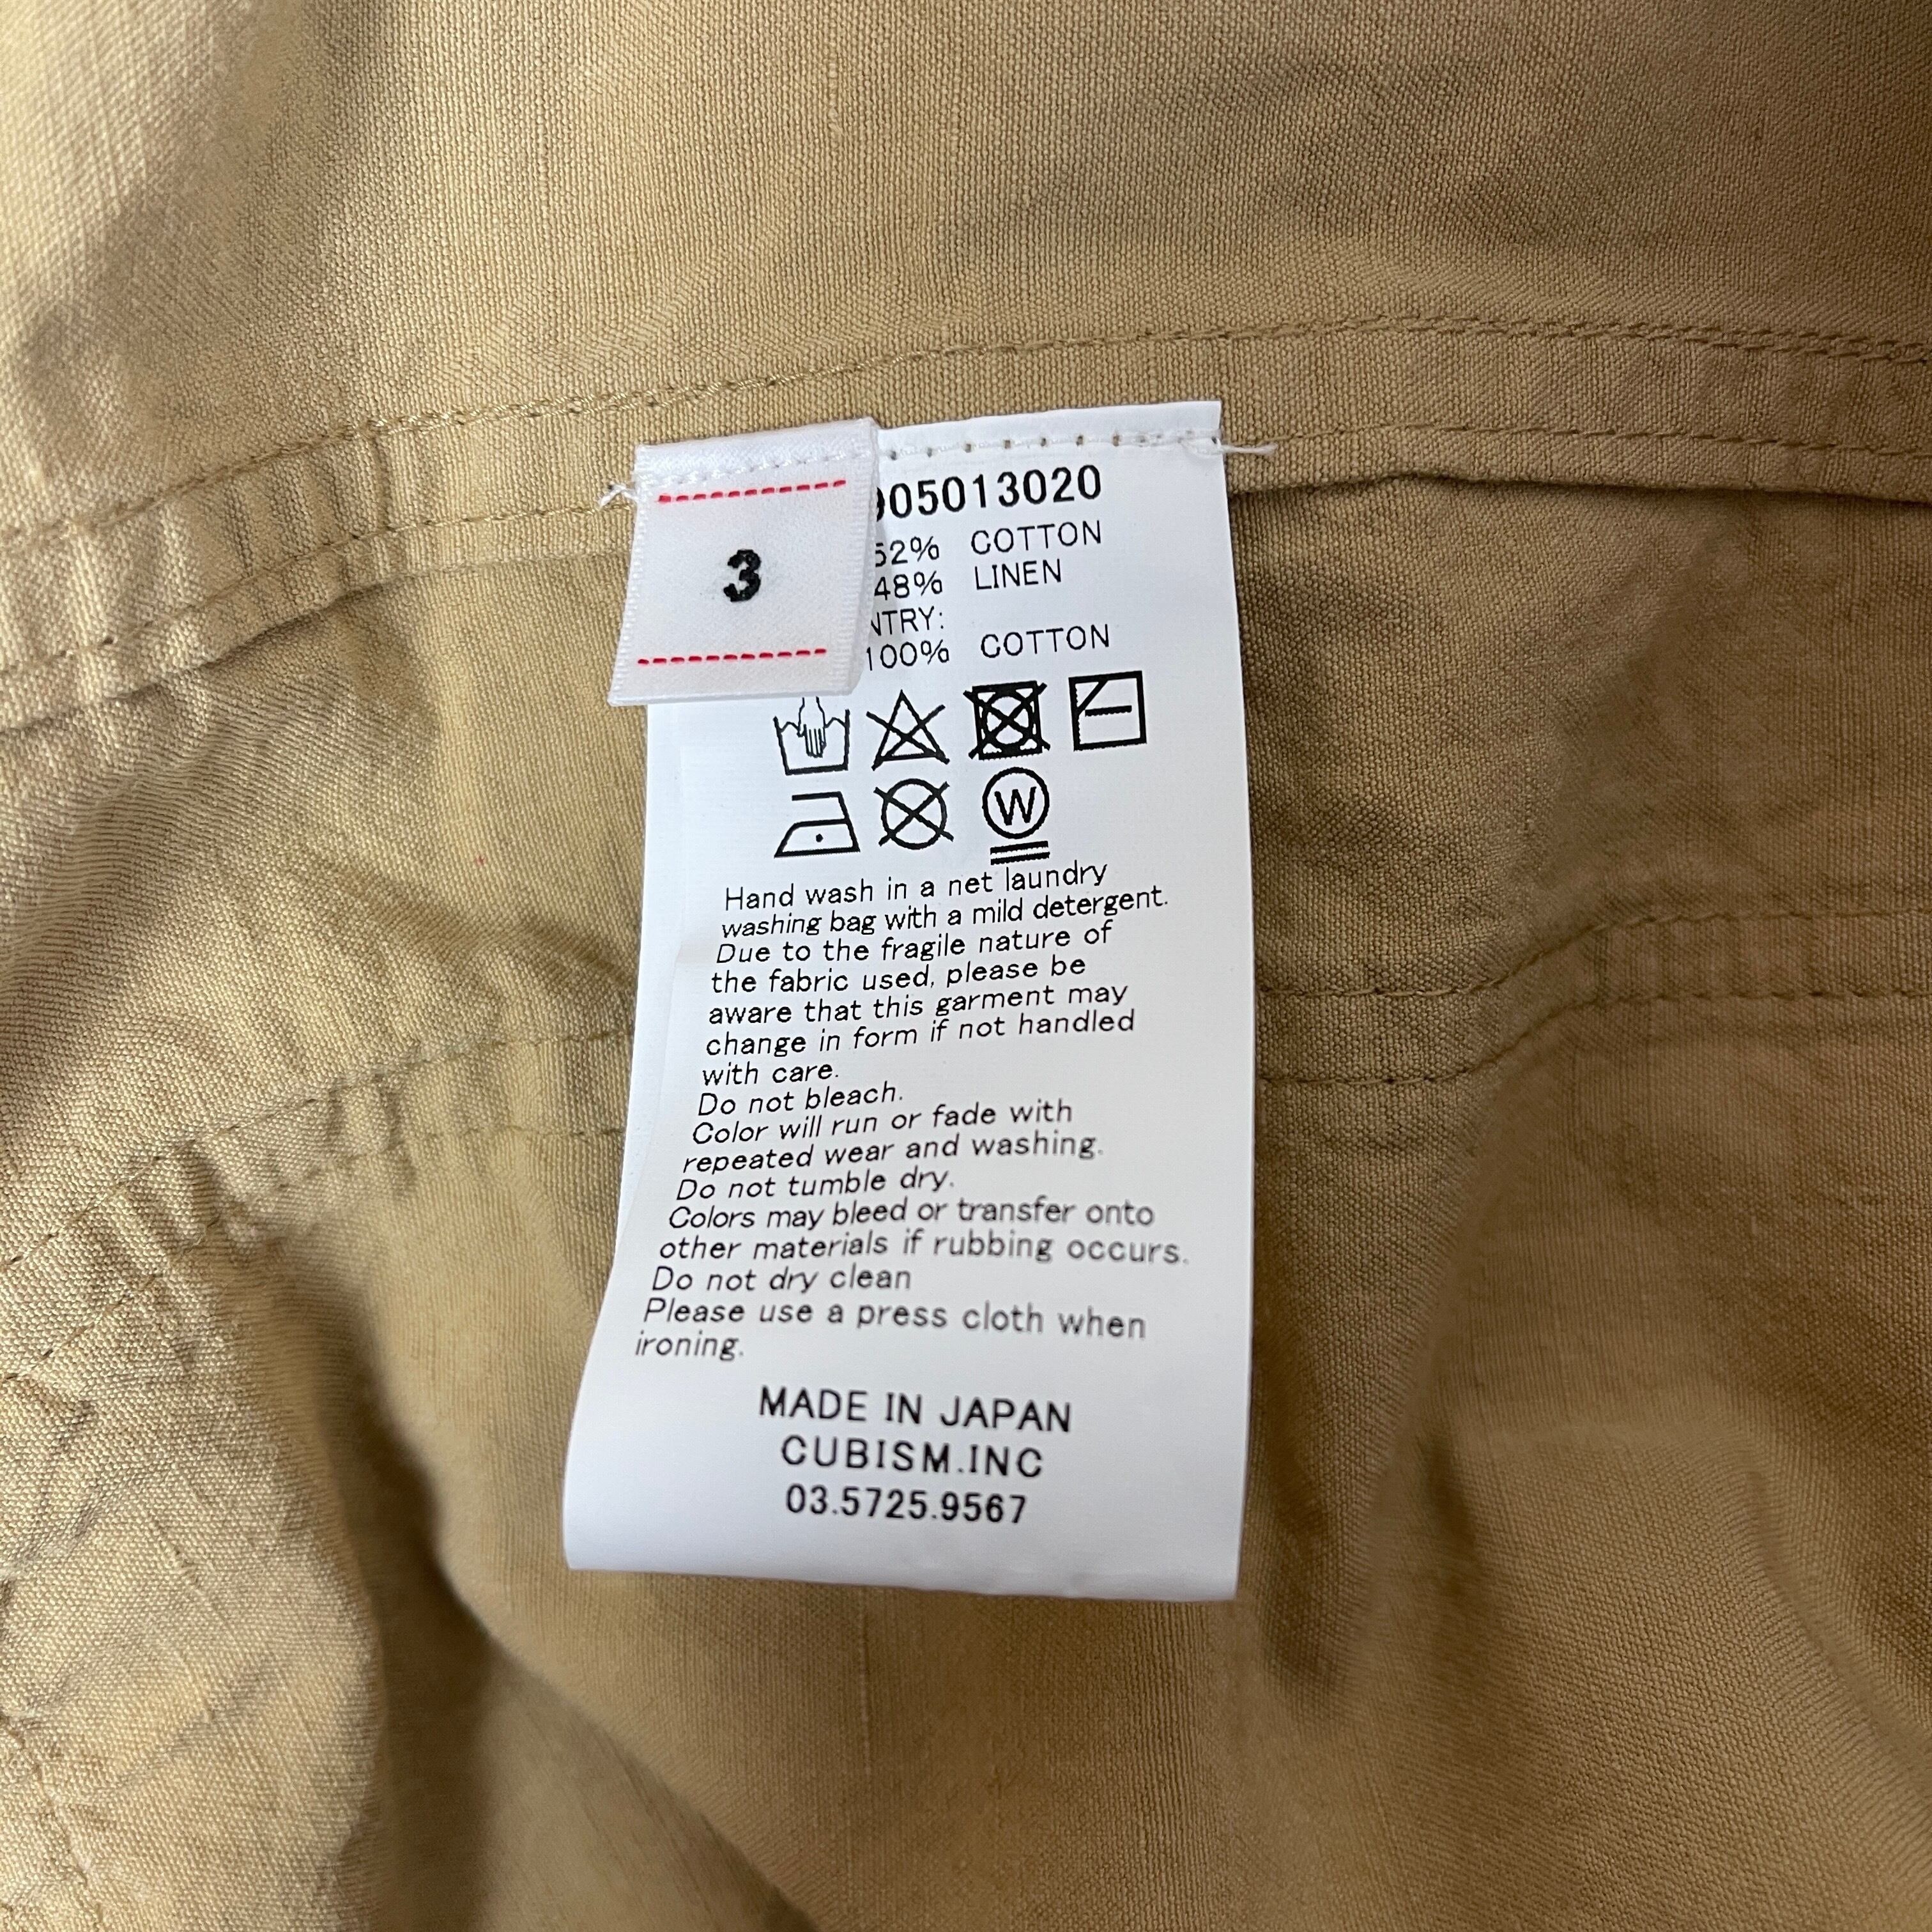 3
905013020
52% COTTON
48% LINEN
NTRY:
100% COTTON
W
Hand wash in a net laundry
washing bag with a mild detergent.
Due to the fragile nature of
the fabric used, please be
aware that this garment may
change in form if not handled
with care.
Do not bleach.
Color will run or fade with
repeated wear and washing.
Do not tumble dry.
Colors may bleed or transfer onto
other materials if rubbing occurs.
Do not dry clean
Please use a press cloth when
ironing.
MADE IN JAPAN
CUBISM.INC
03.5725.9567